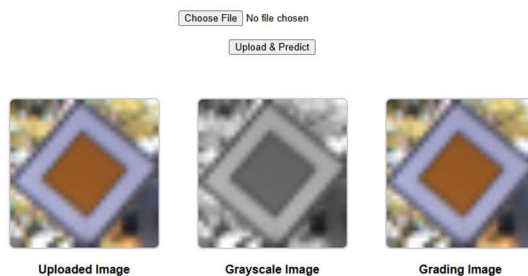 Choose File No file chosen
Upload & Predict
Uploaded Image
Grayscale Image
Grading Image